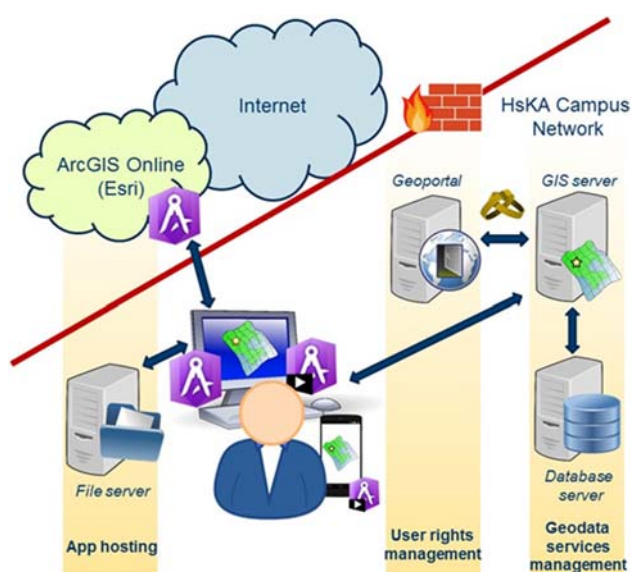 Internet
HsKA Campus
Network
ArcGIS Online
(Esri)
Geoportal
GIS server
File server
Database
server
App hosting
User rights
management
Geodata
services
management